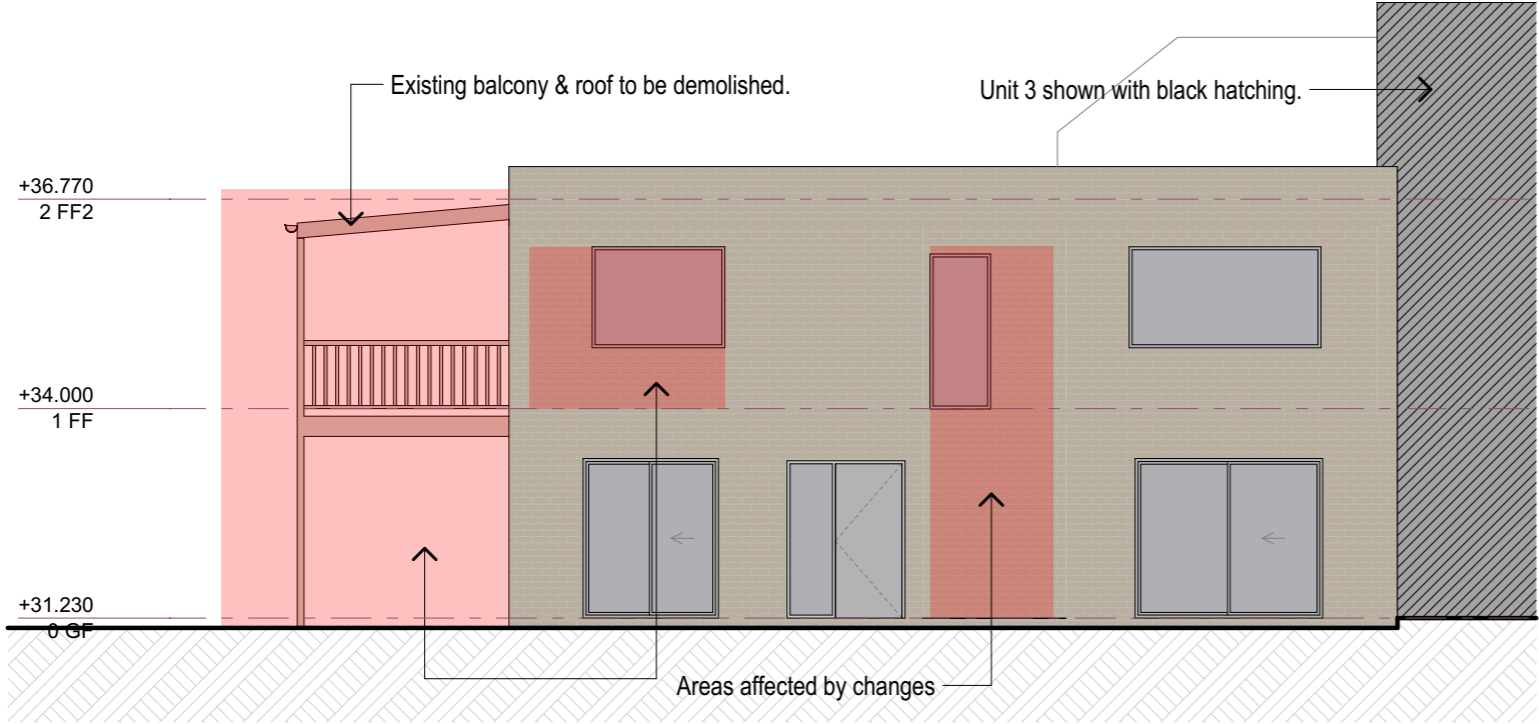 Existing balcony & roof to be demolished.
Unit 3 shown with black hatching.
+36.770
2 FF2
+34.000
1 FF
+31.230
0 GF
Areas affected by changes